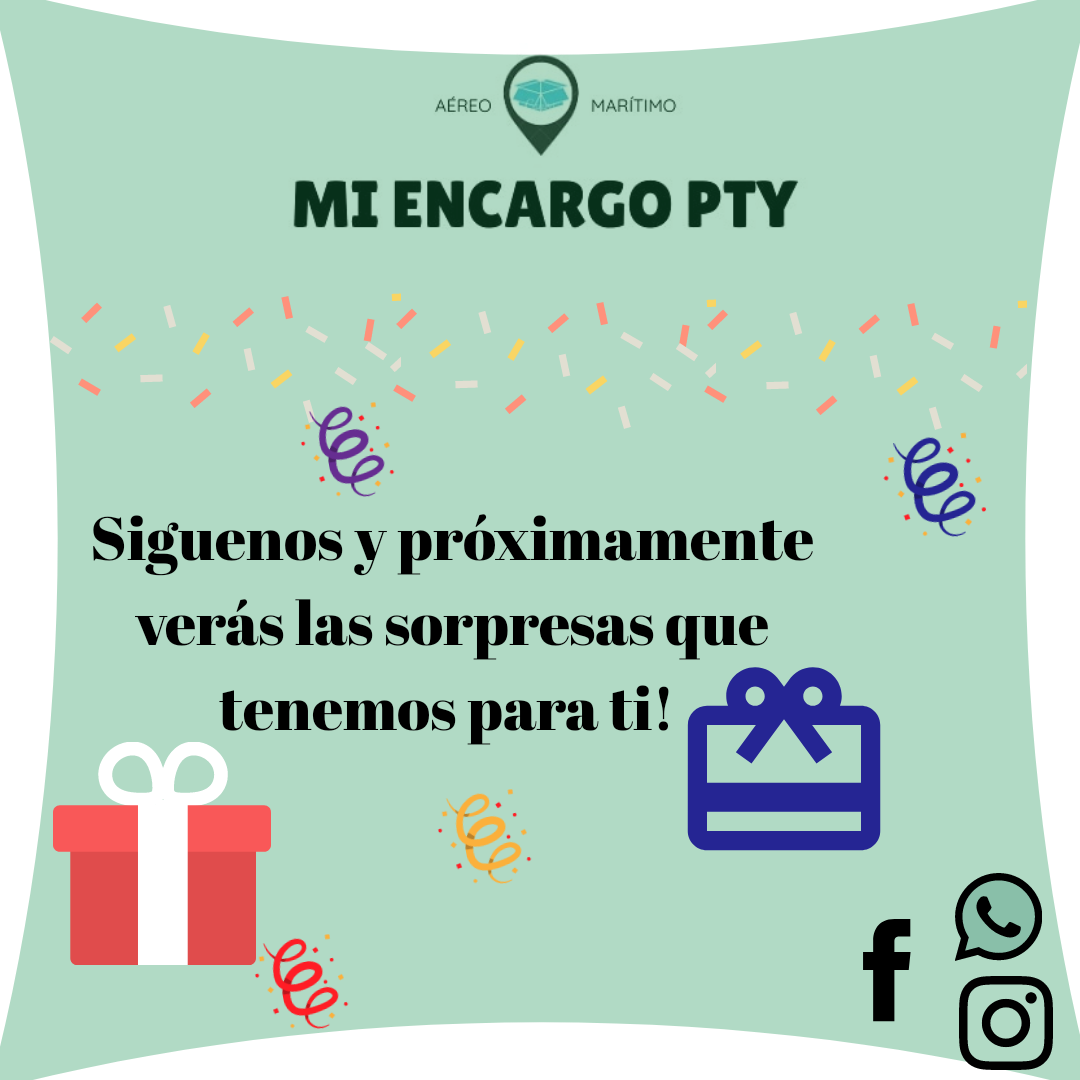 AÉREO MARÍTIMO
MI ENCARGO PTY
Siguenos y próximamente
verás las sorpresas que
tenemos para ti!